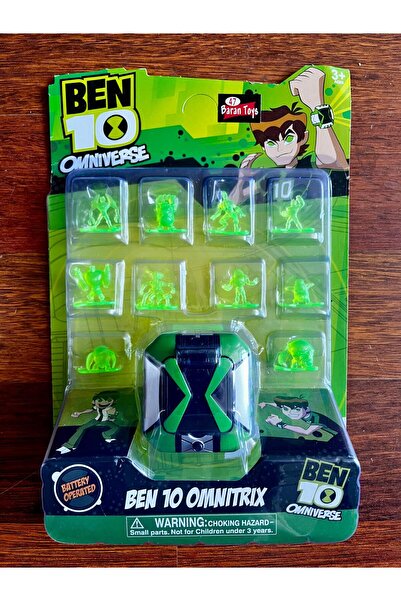 BEN
10
OMNIVERSE
47
Baran Toys
3+
10
BATTERY
OPERATED
BEN 10 OMNITRIX
BEN
10
OMNIVERSE
WARNING: CHOKING HAZARD-
Small parts. Not for Children under 3 years.